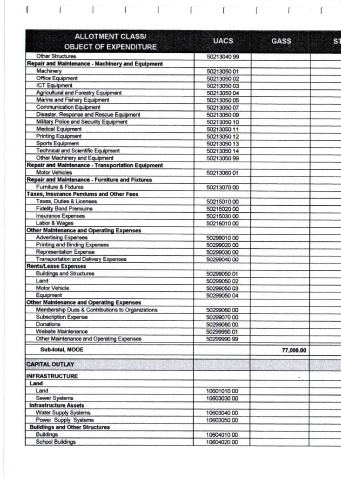 ALLOTMENT CLASS/
OBJECT OF EXPENDITURE UACS GASS ST
Other Structures 50213040 99
Repair and Maintenance - Machinery and Equipment
Machinery 50213050 01
Office Equipment 50213050 02
ICT Equipment 50213050 03
Agricultural and Forestry Equipment 50213050 04
Marine and Fishery Equipment 50213050 05
Communication Equipment 50213050 07
Disaster, Response and Rescue Equipment 50213050 09
Military Police and Security Equipment 50213050 10
Medical Equipment 50213050 11
Printing Equipment 50213050 12
Sports Equipment 50213050 13
Technical and Scientific Equipment 50213050 14
Other Machinery and Equipment 50213050 99
Repair and Maintenance - Transportation Equipment
Motor Vehicles 50213060 01
Repair and Maintenance - Furniture and Fixtures
Furniture & Fixtures 50213070 00
Taxes, Insurance Pemiums and Other Fees
Taxes, Duties & Licenses 50215010 00
Fidelity Bond Premiums 50215020 00
Insurance Expenses 50215030 00
Labor & Wages 50216010 00
Other Maintenance and Operating Expenses
Advertising Expenses 50299010 00
Printing and Binding Expenses 50299020 00
Representation Expense 50299030 00
Transportation and Delivery Expenses 50299040 00
Rents/Lease Expenses
Buildings and Structures 50299050 01
Land 50299050 02
Motor Vehicle 50299050 03
Equipment 50299050 04
Other Maintenance and Operating Expenses
Membership Dues & Contributions to Organizations 50299060 00
Subscription Expense 50299070 00
Donations 50299080 00
Website Maintenance 50299990 01
Other Maintenance and Operating Expenses 50299990 99
Sub-total, MOOE 77,000.00
CAPITAL OUTLAY
INFRASTRUCTURE -
Land
Land 10601010 00
Sewer Systems 10603030 00
Infrastructure Assets
Water Supply Systems 10603040 00
Power Supply Systems 10603050 00
Buildings and Other Structures
Buildings 10604010 00
School Buildings 10604020 00